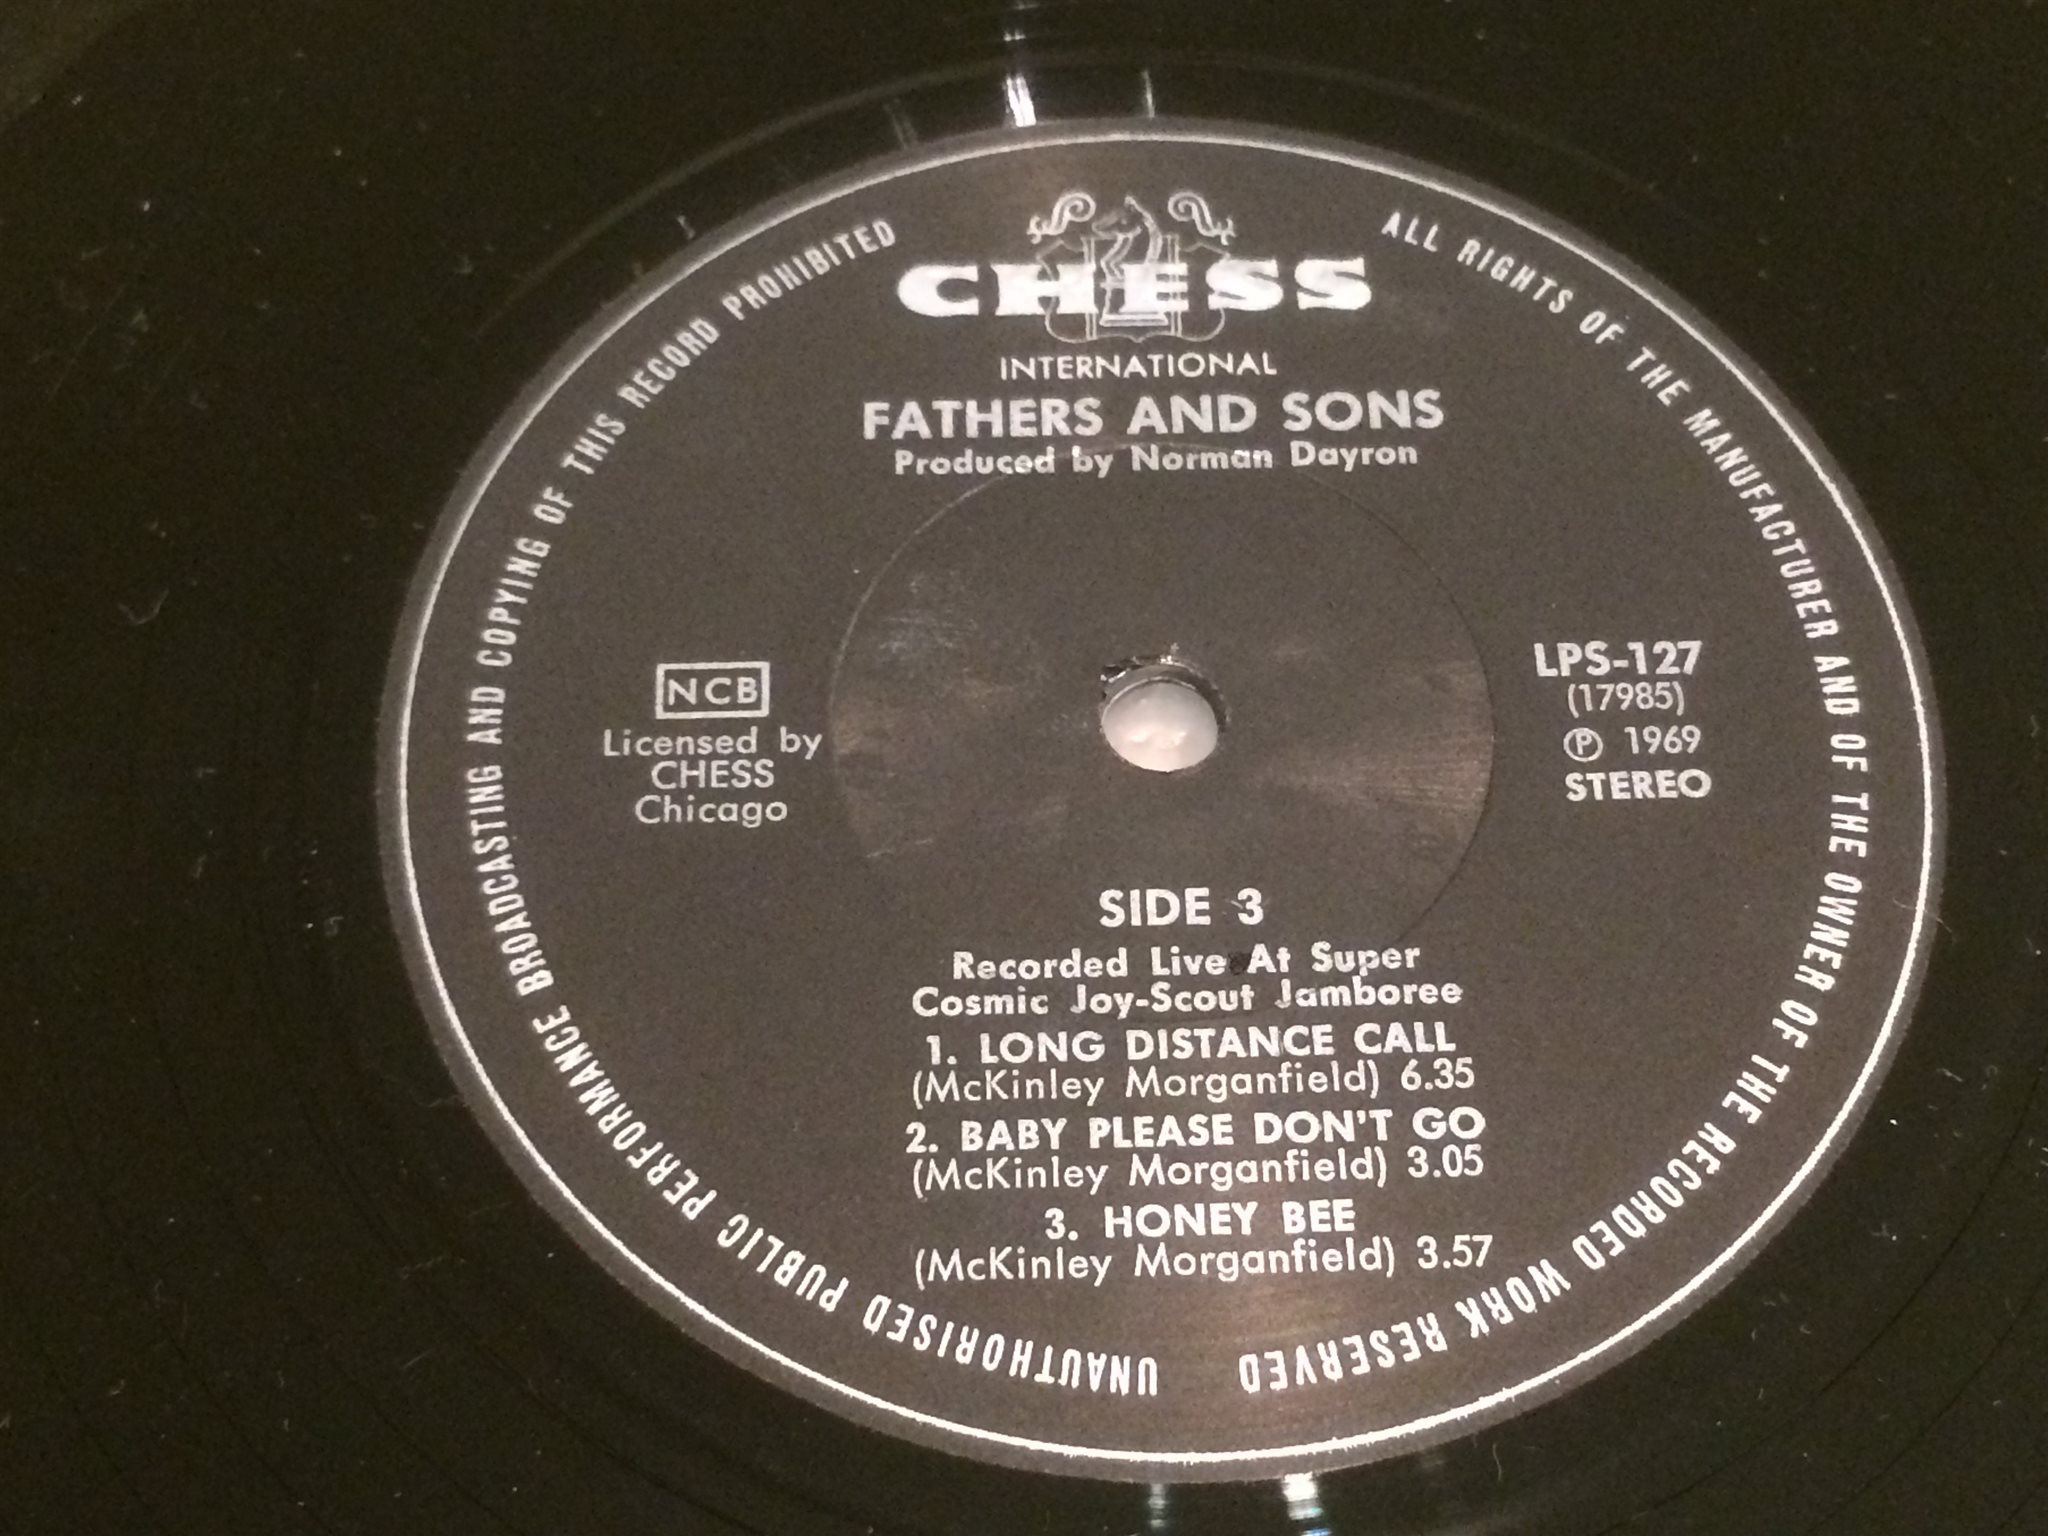 CHESS
INTERNATIONAL
FATHERS AND SONS
Produced by Norman Dayron
NCB
Licensed by
CHESS
Chicago
LPS-127
(17985)
℗ 1969
STEREO
SIDE 3
Recorded Live At Super
Cosmic Joy-Scout Jamboree
1. LONG DISTANCE CALL
(McKinley Morganfield) 6.35
2. BABY PLEASE DON'T GO
(McKinley Morganfield) 3.05
3. HONEY BEE
(McKinley Morganfield) 3.57
ALL RIGHTS OF THE MANUFACTURER AND OF THE OWNER OF THE RECORDED WORK RESERVED
UNAUTHORISED PUBLIC PERFORMANCE BROADCASTING AND COPYING OF THIS RECORD PROHIBITED